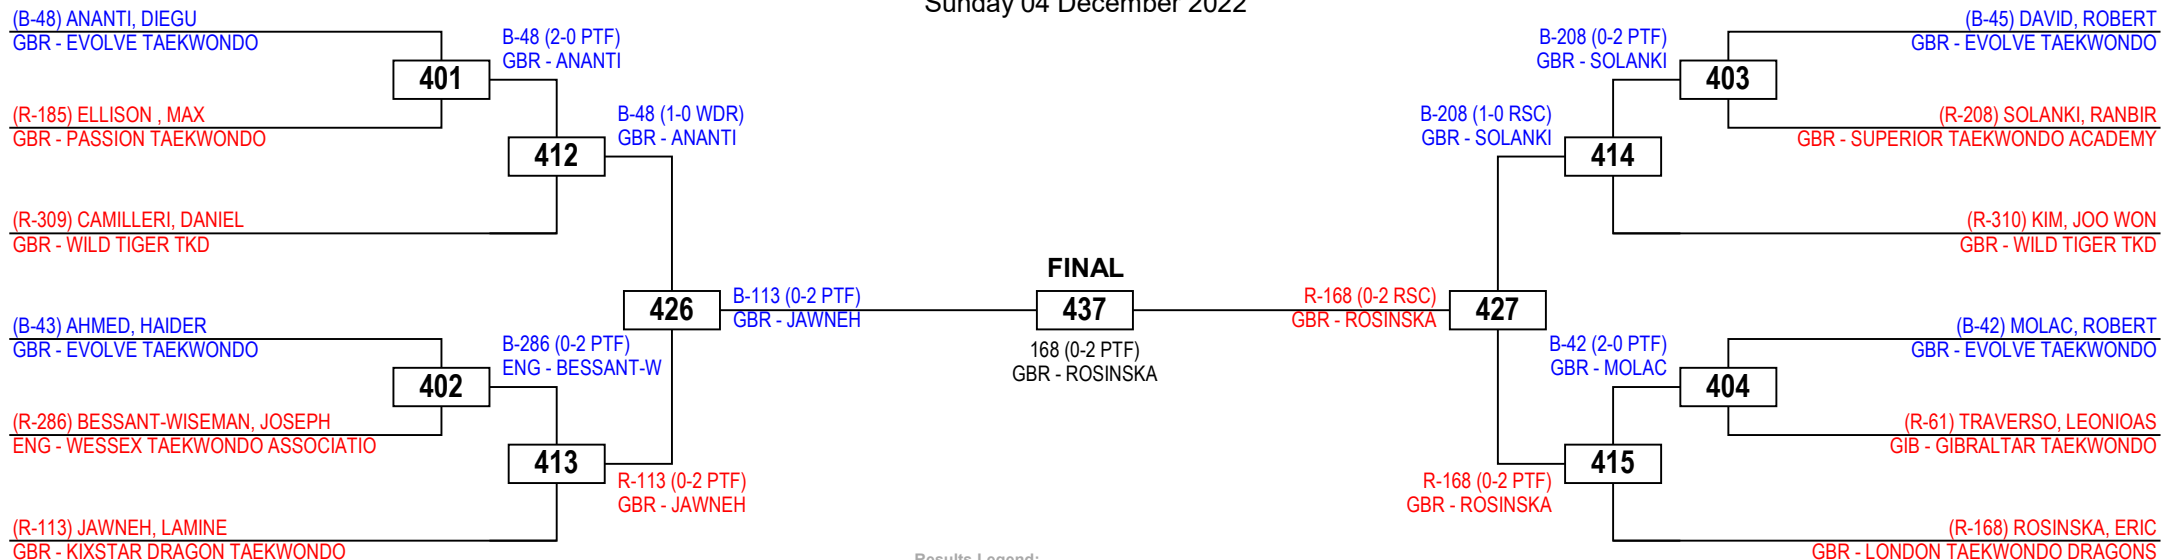 Sunday 04 December 2022
(B-48) ANANTI, DIEGU
GBR - EVOLVE TAEKWONDO
401
B-48 (2-0 PTF)
GBR - ANANTI
(R-185) ELLISON , MAX
GBR - PASSION TAEKWONDO
412
B-48 (1-0 WDR)
GBR - ANANTI
(R-309) CAMILLERI, DANIEL
GBR - WILD TIGER TKD
426
B-113 (0-2 PTF)
GBR - JAWNEH
(B-43) AHMED, HAIDER
GBR - EVOLVE TAEKWONDO
402
B-286 (0-2 PTF)
ENG - BESSANT-W
(R-286) BESSANT-WISEMAN, JOSEPH
ENG - WESSEX TAEKWONDO ASSOCIATIO
413
R-113 (0-2 PTF)
GBR - JAWNEH
(R-113) JAWNEH, LAMINE
GBR - KIXSTAR DRAGON TAEKWONDO
FINAL
437
168 (0-2 PTF)
GBR - ROSINSKA
(B-45) DAVID, ROBERT
GBR - EVOLVE TAEKWONDO
B-208 (0-2 PTF)
GBR - SOLANKI
403
(R-208) SOLANKI, RANBIR
GBR - SUPERIOR TAEKWONDO ACADEMY
B-208 (1-0 RSC)
GBR - SOLANKI
414
(R-310) KIM, JOO WON
GBR - WILD TIGER TKD
R-168 (0-2 RSC)
GBR - ROSINSKA
427
(B-42) MOLAC, ROBERT
GBR - EVOLVE TAEKWONDO
B-42 (2-0 PTF)
GBR - MOLAC
404
(R-61) TRAVERSO, LEONIOAS
GIB - GIBRALTAR TAEKWONDO
415
R-168 (0-2 PTF)
GBR - ROSINSKA
(R-168) ROSINSKA, ERIC
GBR - LONDON TAEKWONDO DRAGONS
Results Legend: